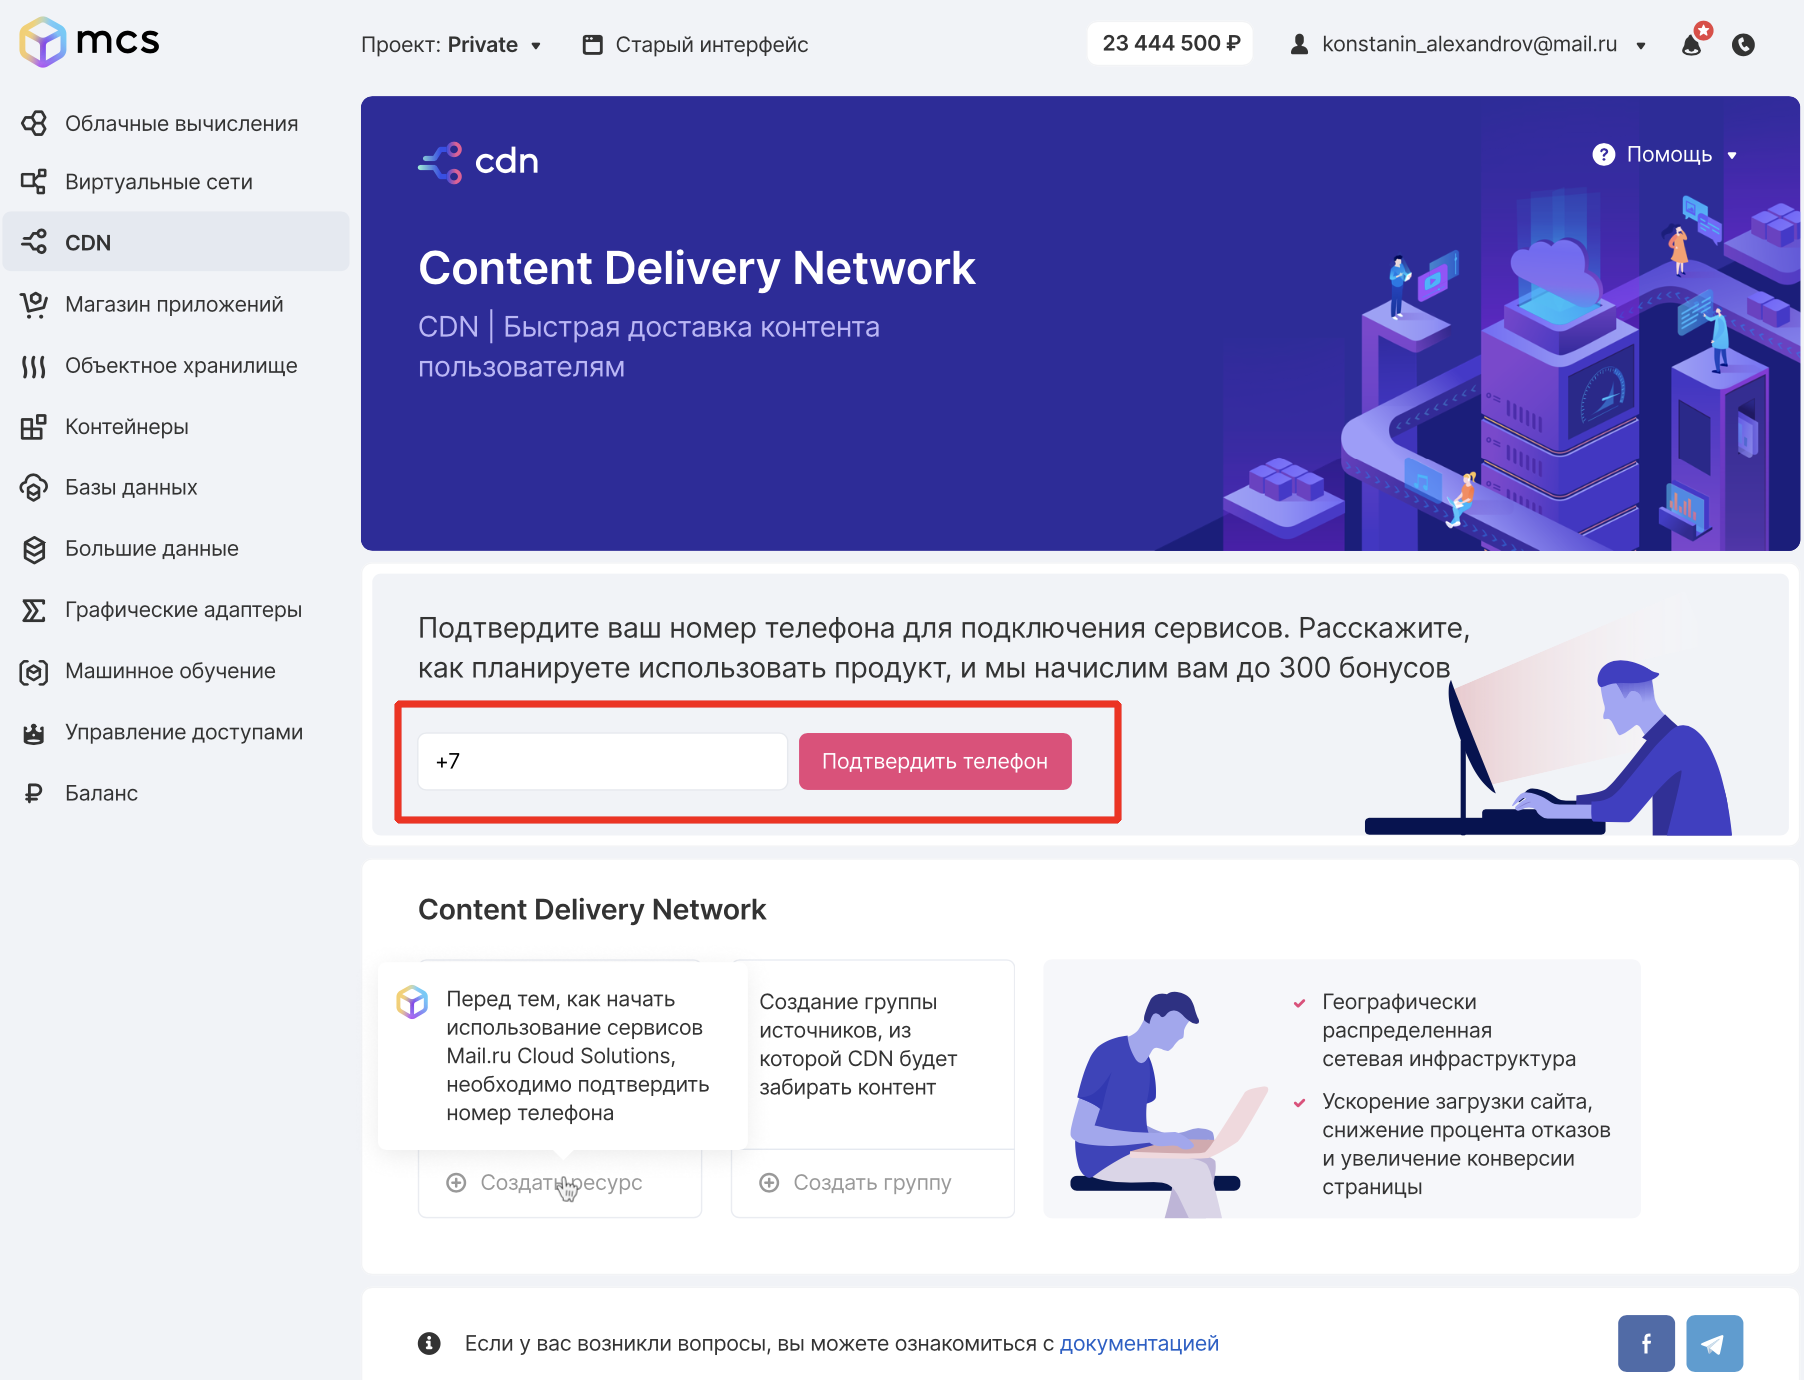 mcs
Проект: Private
Старый интерфейс
23 444 500 ₽
konstanin_alexandrov@mail.ru
Облачные вычисления
Виртуальные сети
CDN
Магазин приложений
Объектное хранилище
Контейнеры
Базы данных
Большие данные
Графические адаптеры
Машинное обучение
Управление доступами
Баланс
cdn
Помощь
Content Delivery Network
CDN | Быстрая доставка контента
пользователям
Подтвердите ваш номер телефона для подключения сервисов. Расскажите,
как планируете использовать продукт, и мы начислим вам до 300 бонусов
+7
Подтвердить телефон
Content Delivery Network
Перед тем, как начать
использование сервисов
Mail.ru Cloud Solutions,
необходимо подтвердить
номер телефона
Создать ресурс
Создание группы
источников, из
которой CDN будет
забирать контент
Создать группу
Географически
распределенная
сетевая инфраструктура
Ускорение загрузки сайта,
снижение процента отказов
и увеличение конверсии
страницы
Если у вас возникли вопросы, вы можете ознакомиться с документацией